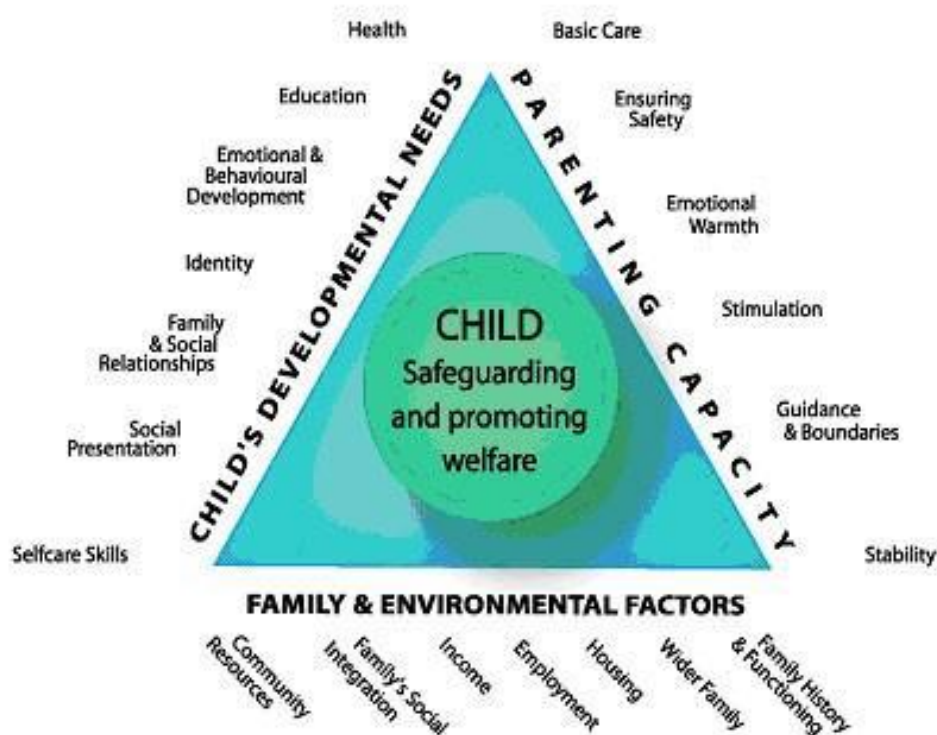 Health
Education
Emotional &
Behavioural
Development
Identity
Family
& Social
Relationships
Social
Presentation
Selfcare Skills
CHILD'S DEVELOPMENTAL NEEDS
CHILD
Safeguarding
and promoting
welfare
PARENTING CAPACITY
Basic Care
Ensuring
Safety
Emotional
Warmth
Stimulation
Guidance
& Boundaries
Stability
FAMILY & ENVIRONMENTAL FACTORS
Community
Resources
Family's Social
Integration
Income
Employment
Housing
Wider Family
Family History
& Functioning